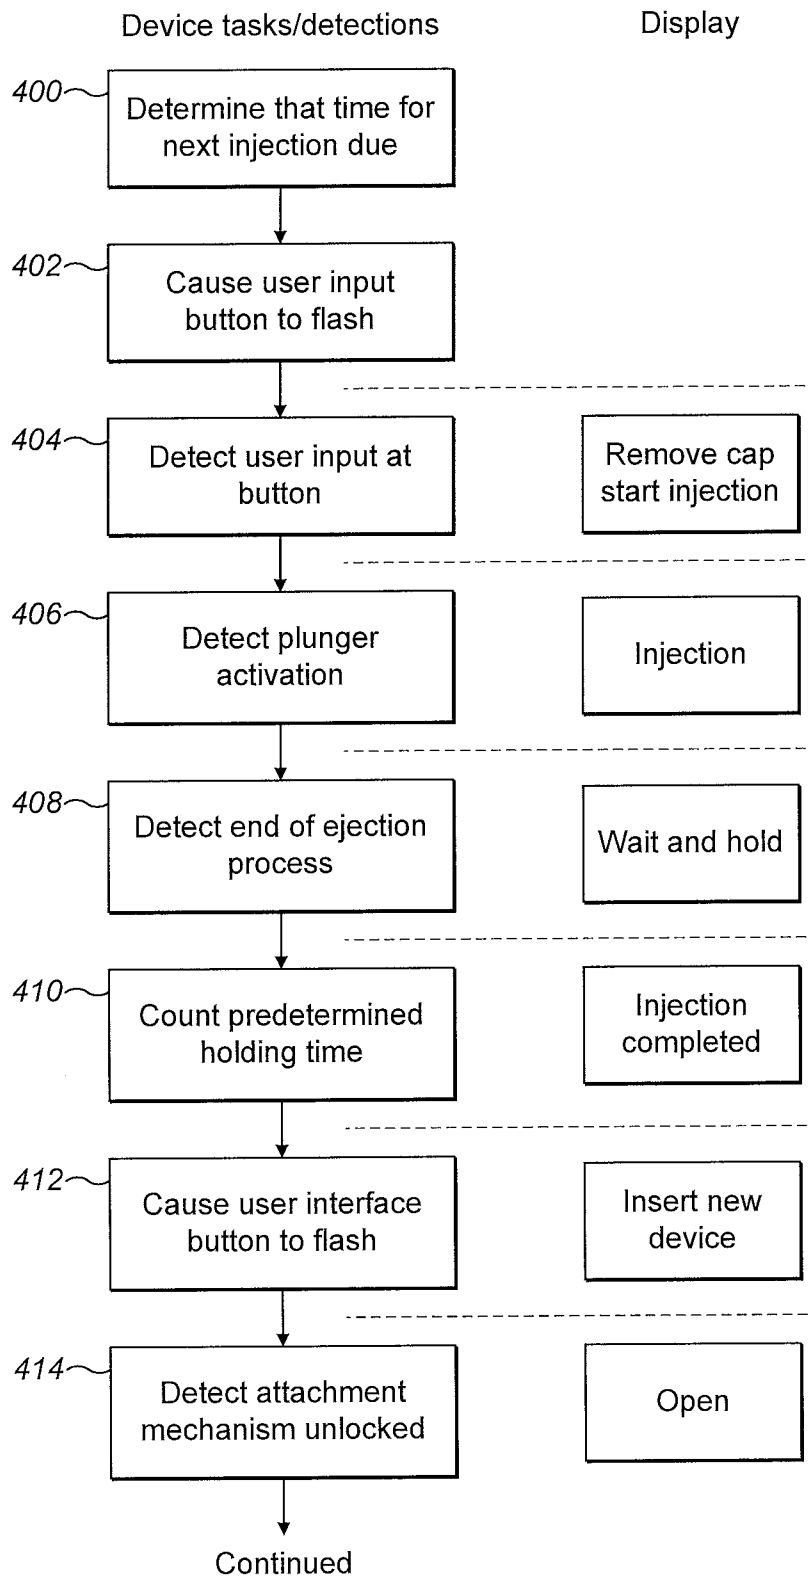 Device tasks/detections
Display
400
Determine that time for
next injection due
402
Cause user input
button to flash
404
Detect user input at
button
Remove cap
start injection
406
Detect plunger
activation
Injection
408
Detect end of ejection
process
Wait and hold
410
Count predetermined
holding time
Injection
completed
412
Cause user interface
button to flash
Insert new
device
414
Detect attachment
mechanism unlocked
Open
Continued